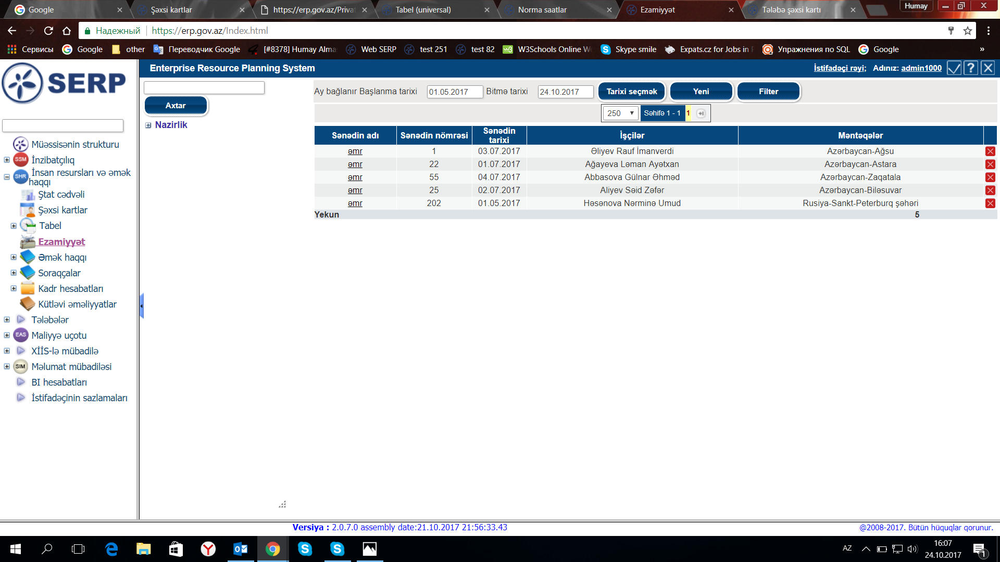 Google
Şəxsi kartlar
https://erp.gov.az/Privat
Tabel (universal)
Norma saatlar
Ezamiyyət
Tələbə şəxsi kartı
Humay
Надежный
https://erp.gov.az/Index.html
Сервисы
Google
other
Переводчик Google
[#8378] Humay Alma
Web SERP
test 251
test 82
W3Schools Online We
Skype smile
Expats.cz for Jobs in P
Упражнения по SQL
Google
»
SERP
Enterprise Resource Planning System
İstifadəçi rəyi; Adınız: admin1000
Axtar
Nazirlik
Müəssisənin strukturu
SSM İnzibatçılıq
SHR İnsan resursları və əmək
haqqı
Ştat cədvəli
Şəxsi kartlar
Tabel
Ezamiyyət
Əmək haqqı
Soraqçalar
Kadr hesabatları
Kütləvi əməliyyatlar
Tələbələr
EAS Maliyyə uçotu
XİİS-lə mübadilə
SIM Məlumat mübadiləsi
BI hesabatları
İstifadəçinin sazlamaları
Ay bağlanır Başlanma tarixi 01.05.2017 Bitmə tarixi 24.10.2017 Tarixi seçmək Yeni Filter
250 Səhifə 1 - 1 1
Sənədin adı Sənədin nömrəsi Sənədin tarixi İşçilər Məntəqələr
əmr 1 03.07.2017 Əliyev Rauf İmanverdi Azərbaycan-Ağsu
əmr 22 01.07.2017 Ağayeva Ləman Ayətxan Azərbaycan-Astara
əmr 55 04.07.2017 Abbasova Gülnar Əhməd Azərbaycan-Zaqatala
əmr 25 02.07.2017 Aliyev Səid Zəfər Azərbaycan-Biləsuvar
əmr 202 01.05.2017 Həsənova Nərminə Umud Rusiya-Sankt-Peterburq şəhəri
Yekun 5
Versiya : 2.0.7.0 assembly date:21.10.2017 21:56:33.43
@2008-2017. Bütün hüquqlar qorunur.
AZ
16:07
24.10.2017
1